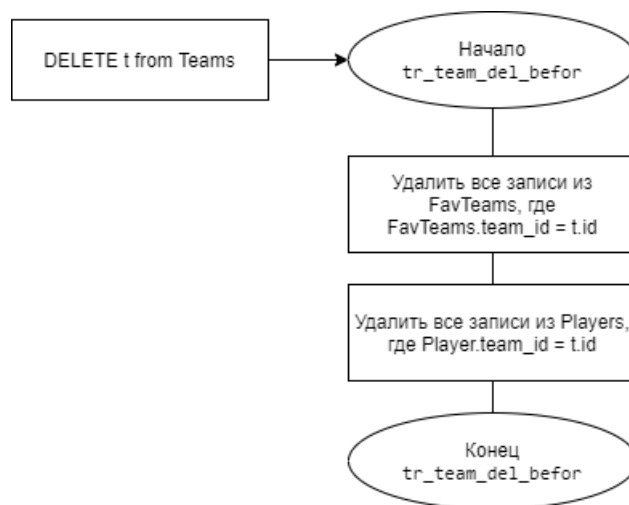 DELETE t from Teams
Начало
tr_team_del_befor
Удалить все записи из
FavTeams, где
FavTeams.team_id = t.id
Удалить все записи из Players,
где Player.team_id = t.id
Конец
tr_team_del_befor